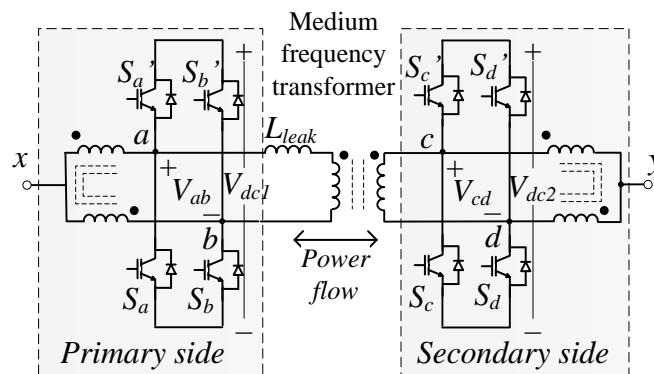 Medium
frequency
transformer
S_a' S_b'
S_c' S_d'
+
+
a
L_leak
c
x
y
+
V_ab
V_dc1
−
+
V_cd
V_dc2
−
b
d
Power
flow
S_a S_b
S_c S_d
−
−
Primary side
Secondary side